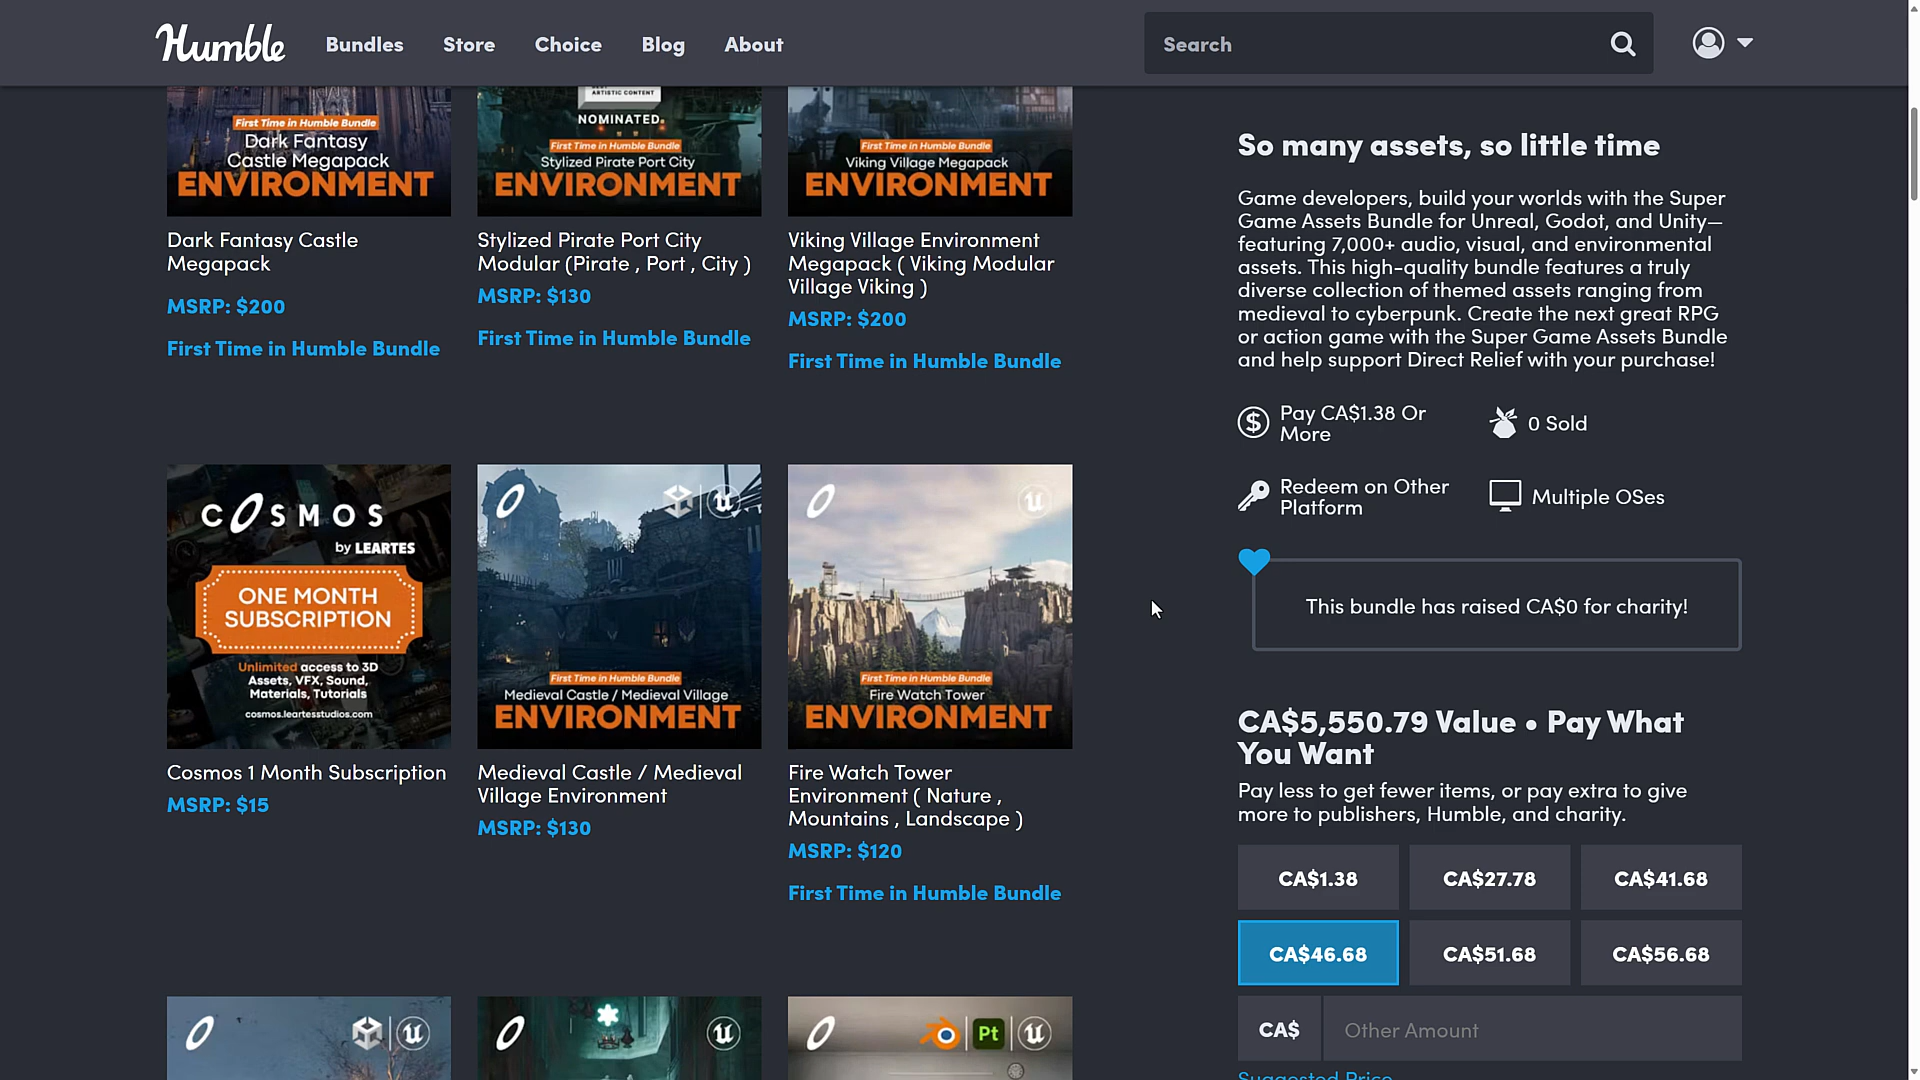 Humble
Bundles
Store
Choice
Blog
About
Search
First Time in Humble Bundle
Dark Fantasy
Castle Megapack
ENVIRONMENT
ARTISTIC CONTENT
NOMINATED
First Time in Humble Bundle
Stylized Pirate Port City
ENVIRONMENT
First Time in Humble Bundle
Viking Village Megapack
ENVIRONMENT
Dark Fantasy Castle
Megapack
MSRP: $200
First Time in Humble Bundle
Stylized Pirate Port City
Modular (Pirate , Port , City )
MSRP: $130
First Time in Humble Bundle
Viking Village Environment
Megapack ( Viking Modular
Village Viking )
MSRP: $200
First Time in Humble Bundle
COSMOS
by LEARTES
ONE MONTH
SUBSCRIPTION
Unlimited access to 3D
Assets, VFX, Sound,
Materials, Tutorials
cosmos.leartesstudios.com
First Time in Humble Bundle
Medieval Castle / Medieval Village
ENVIRONMENT
First Time in Humble Bundle
Fire Watch Tower
ENVIRONMENT
Cosmos 1 Month Subscription
MSRP: $15
Medieval Castle / Medieval
Village Environment
MSRP: $130
Fire Watch Tower
Environment ( Nature ,
Mountains , Landscape )
MSRP: $120
First Time in Humble Bundle
Pt
So many assets, so little time
Game developers, build your worlds with the Super
Game Assets Bundle for Unreal, Godot, and Unity—
featuring 7,000+ audio, visual, and environmental
assets. This high-quality bundle features a truly
diverse collection of themed assets ranging from
medieval to cyberpunk. Create the next great RPG
or action game with the Super Game Assets Bundle
and help support Direct Relief with your purchase!
Pay CA$1.38 Or
More
0 Sold
Redeem on Other
Platform
Multiple OSes
This bundle has raised CA$0 for charity!
CA$5,550.79 Value • Pay What
You Want
Pay less to get fewer items, or pay extra to give
more to publishers, Humble, and charity.
CA$1.38
CA$27.78
CA$41.68
CA$46.68
CA$51.68
CA$56.68
CA$
Other Amount
Suggested Price